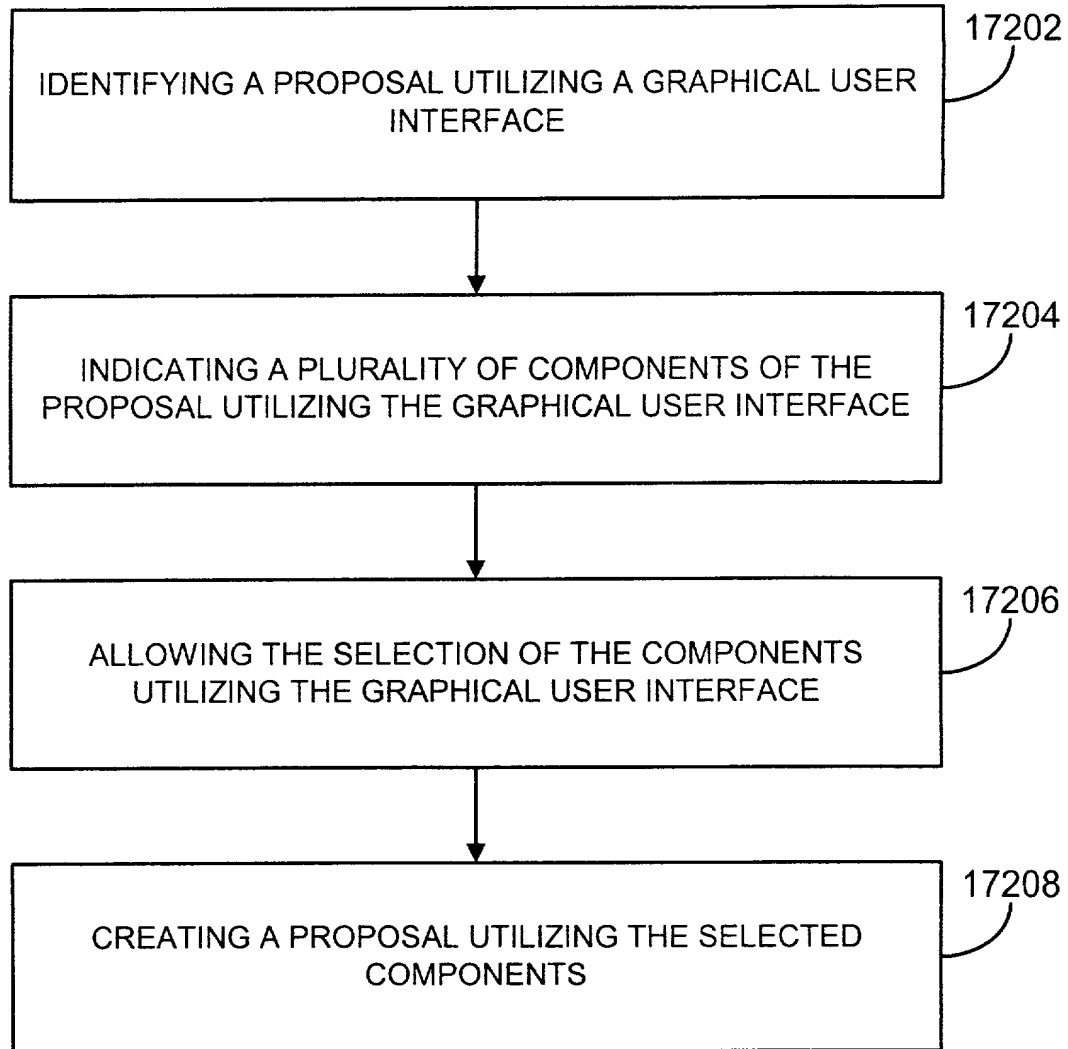 17202
IDENTIFYING A PROPOSAL UTILIZING A GRAPHICAL USER
INTERFACE
17204
INDICATING A PLURALITY OF COMPONENTS OF THE
PROPOSAL UTILIZING THE GRAPHICAL USER INTERFACE
17206
ALLOWING THE SELECTION OF THE COMPONENTS
UTILIZING THE GRAPHICAL USER INTERFACE
17208
CREATING A PROPOSAL UTILIZING THE SELECTED
COMPONENTS